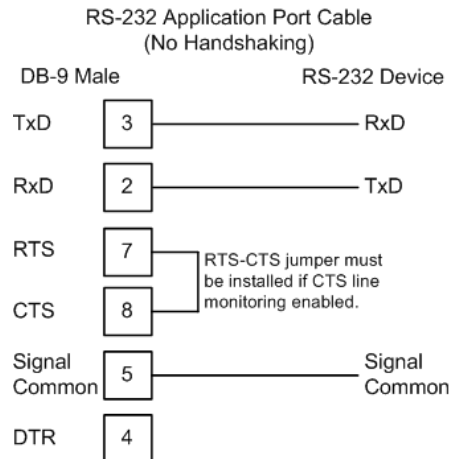 RS-232 Application Port Cable
(No Handshaking)
DB-9 Male RS-232 Device
TxD 3 RxD
RxD 2 TxD
RTS 7
RTS-CTS jumper must
be installed if CTS line
monitoring enabled.
CTS 8
Signal
Common 5 Signal
Common
DTR 4